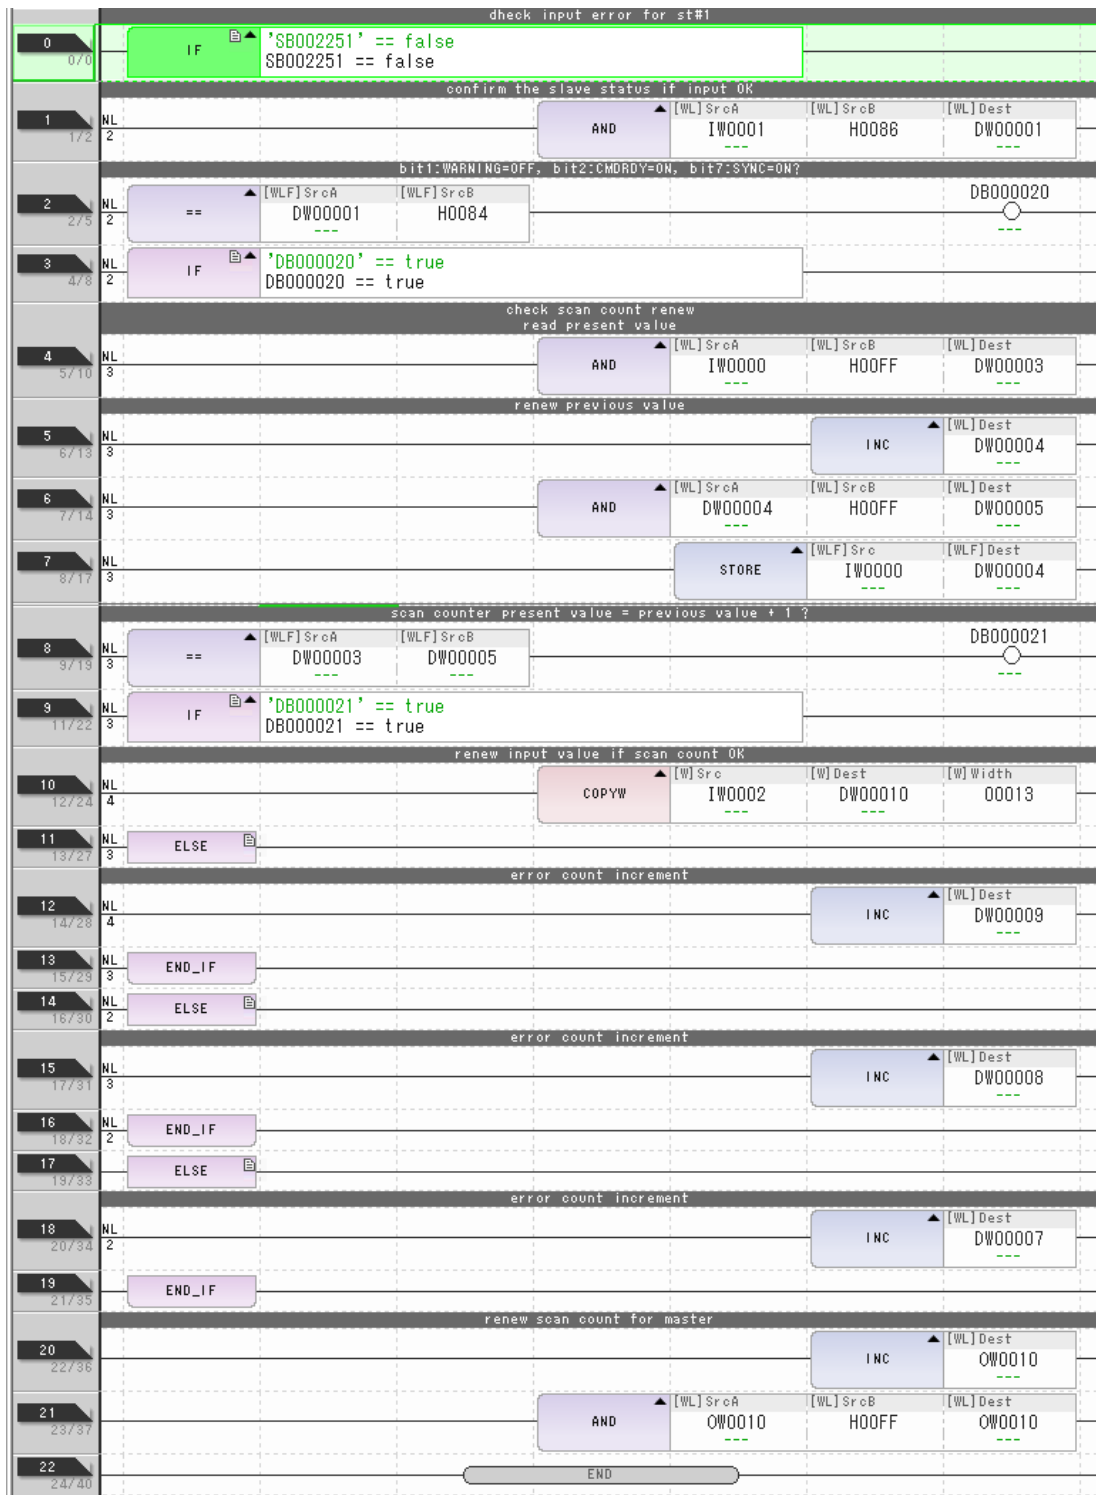 dheck input error for st#1
0
0/0
IF
'SB002251' == false
SB002251 == false
confirm the slave status if input OK
1
1/2
NL
2
AND
[WL]SrcA
IW0001
---
[WL]SrcB
H0086
[WL]Dest
DW00001
---
bit1:WARNING=OFF, bit2:CMDRDY=ON, bit7:SYNC=ON?
2
2/5
NL
2
==
[WLF]SrcA
DW00001
---
[WLF]SrcB
H0084
DB000020
---
3
4/8
NL
2
IF
'DB000020' == true
DB000020 == true
check scan count renew
read present value
4
5/10
NL
3
AND
[WL]SrcA
IW0000
---
[WL]SrcB
H00FF
[WL]Dest
DW00003
---
renew previous value
5
6/13
NL
3
INC
[WL]Dest
DW00004
---
6
7/14
NL
3
AND
[WL]SrcA
DW00004
---
[WL]SrcB
H00FF
[WL]Dest
DW00005
---
7
8/17
NL
3
STORE
[WLF]Src
IW0000
---
[WLF]Dest
DW00004
---
scan counter present value = previous value + 1 ?
8
9/19
NL
3
==
[WLF]SrcA
DW00003
---
[WLF]SrcB
DW00005
---
DB000021
---
9
11/22
NL
3
IF
'DB000021' == true
DB000021 == true
renew input value if scan count OK
10
12/24
NL
4
COPYW
[W]Src
IW0002
---
[W]Dest
DW00010
---
[W]Width
00013
11
13/27
NL
3
ELSE
error count increment
12
14/28
NL
4
INC
[WL]Dest
DW00009
---
13
15/29
NL
3
END_IF
14
16/30
NL
2
ELSE
error count increment
15
17/31
NL
3
INC
[WL]Dest
DW00008
---
16
18/32
NL
2
END_IF
17
19/33
ELSE
error count increment
18
20/34
NL
2
INC
[WL]Dest
DW00007
---
19
21/35
END_IF
renew scan count for master
20
22/36
INC
[WL]Dest
OW0010
---
21
23/37
AND
[WL]SrcA
OW0010
---
[WL]SrcB
H00FF
[WL]Dest
OW0010
---
22
24/40
END